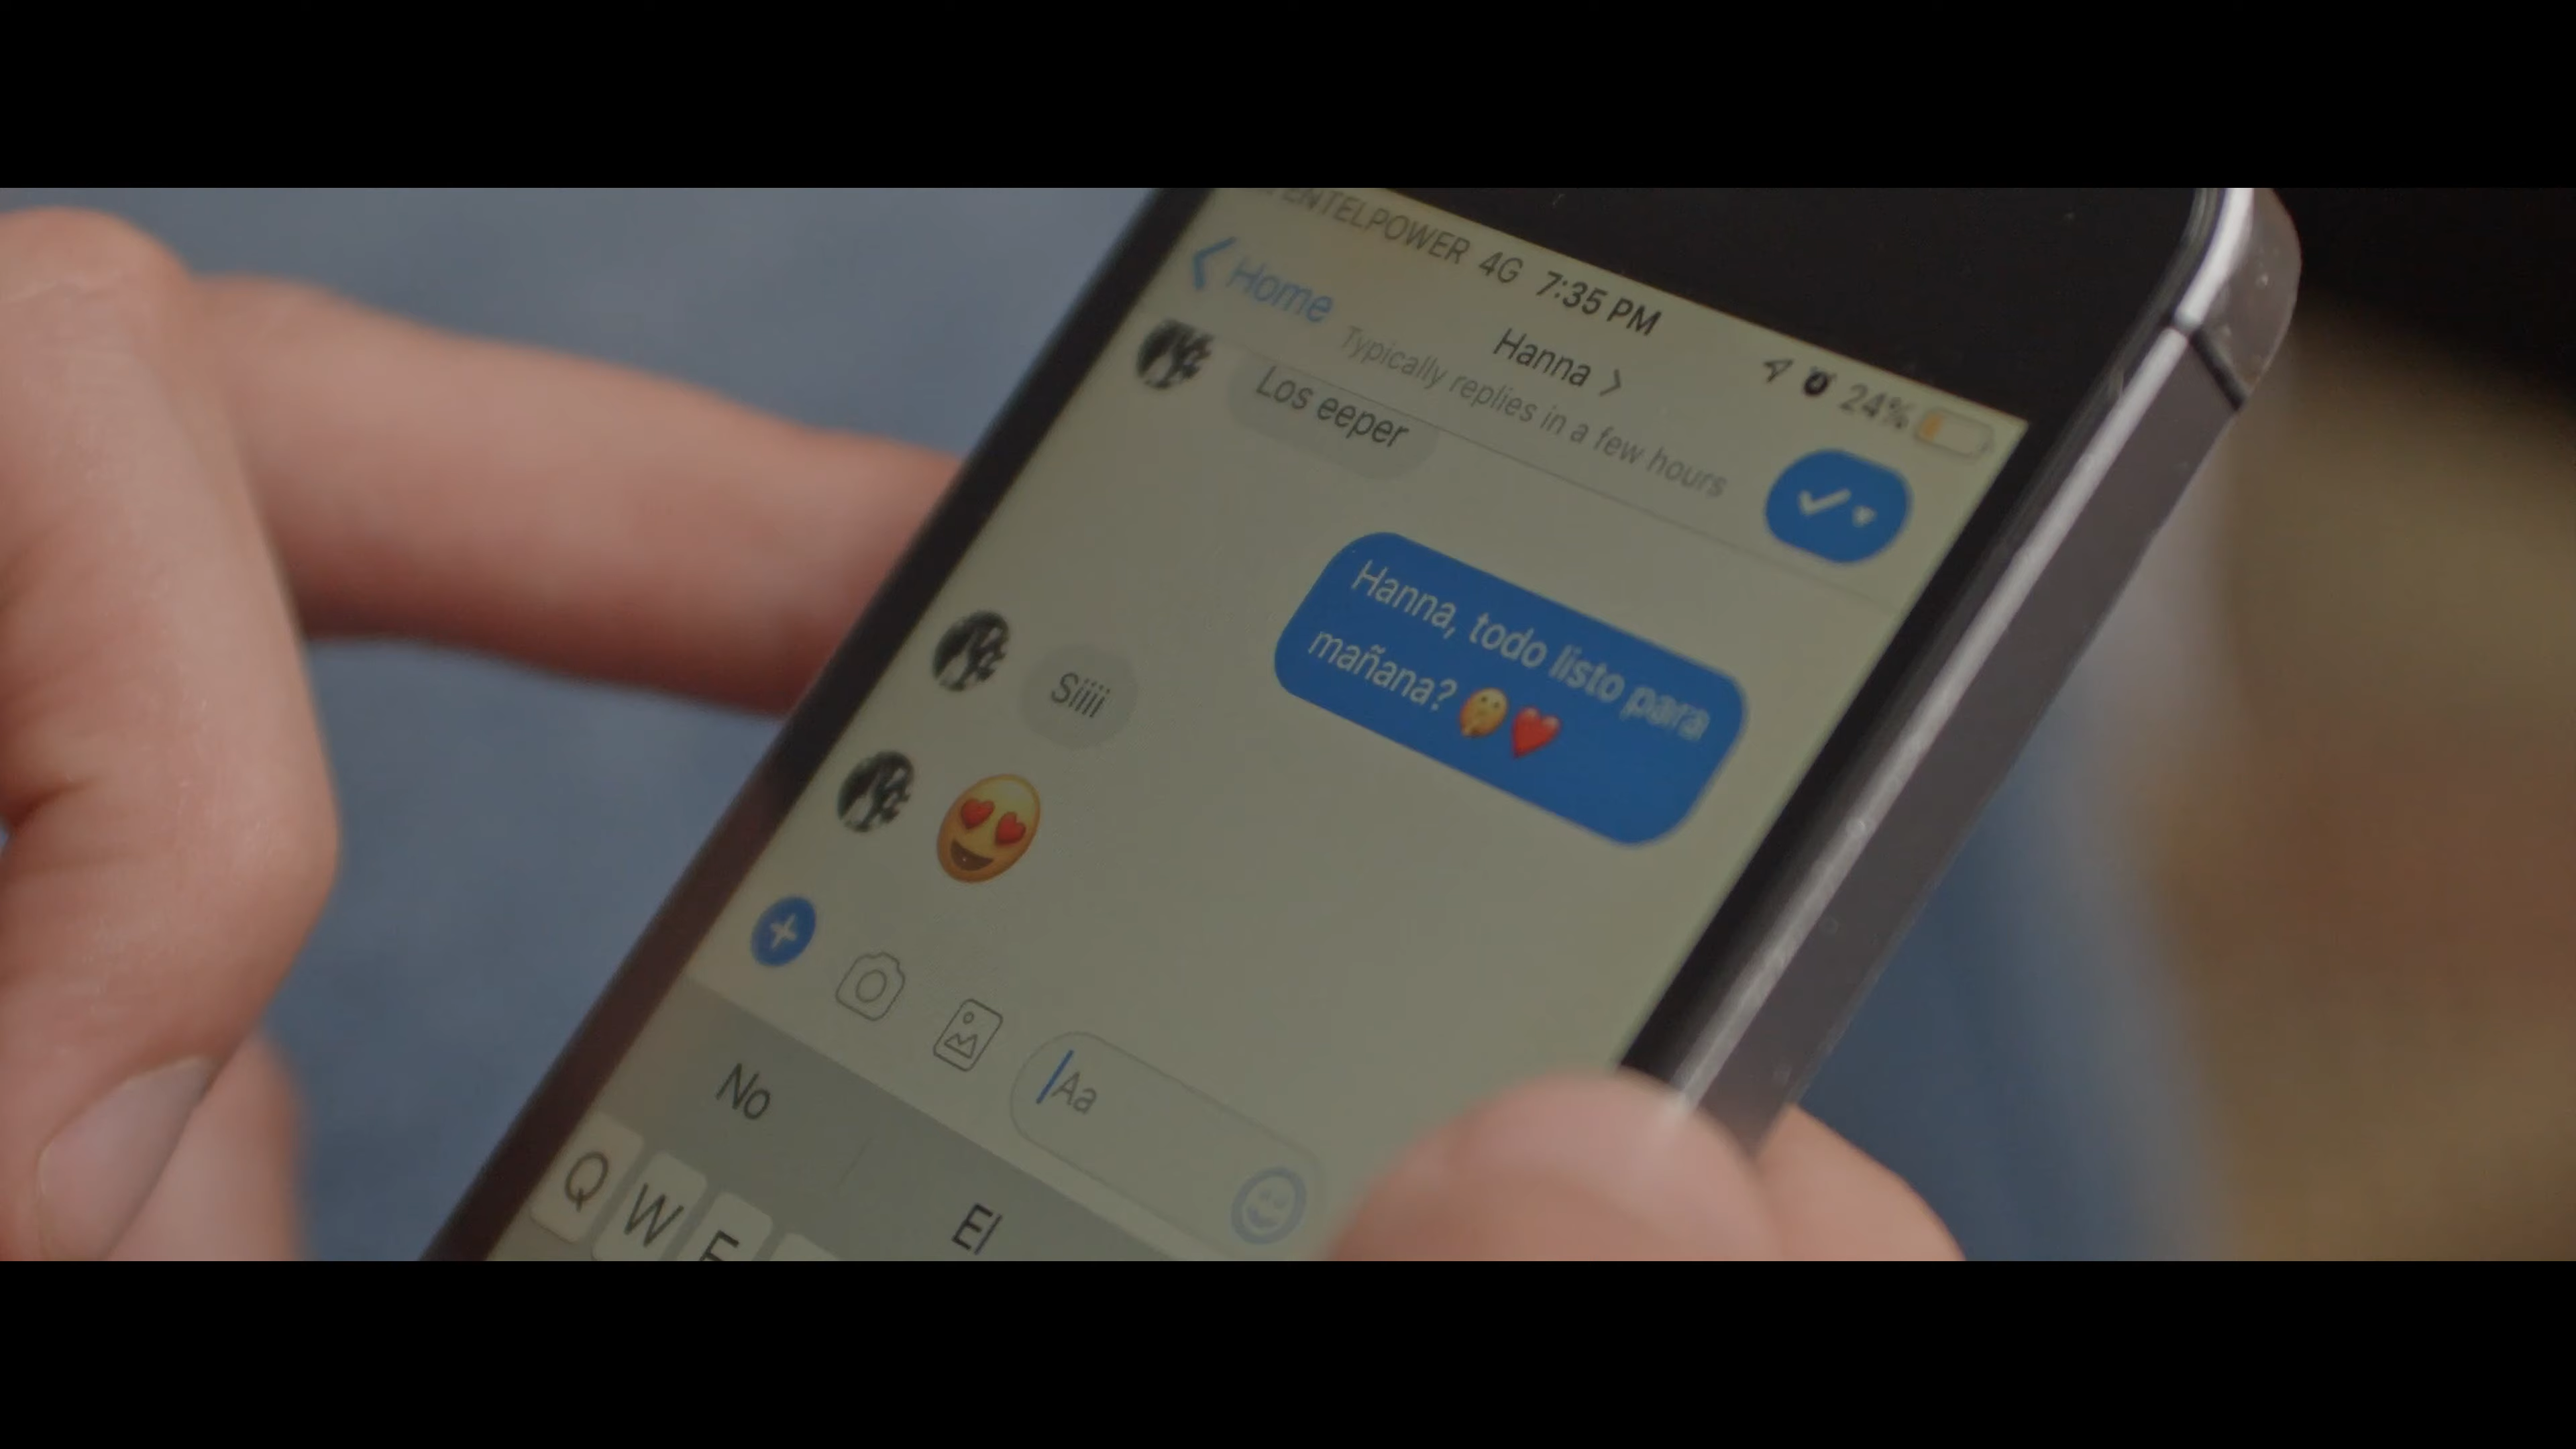 ENTELPOWER 4G 7:35 PM
24%
Home
Hanna
Typically replies in a few hours
Los eeper
Hanna, todo listo para
mañana? 🤫❤️
Siiii
😍
Aa
No
El
Q W E